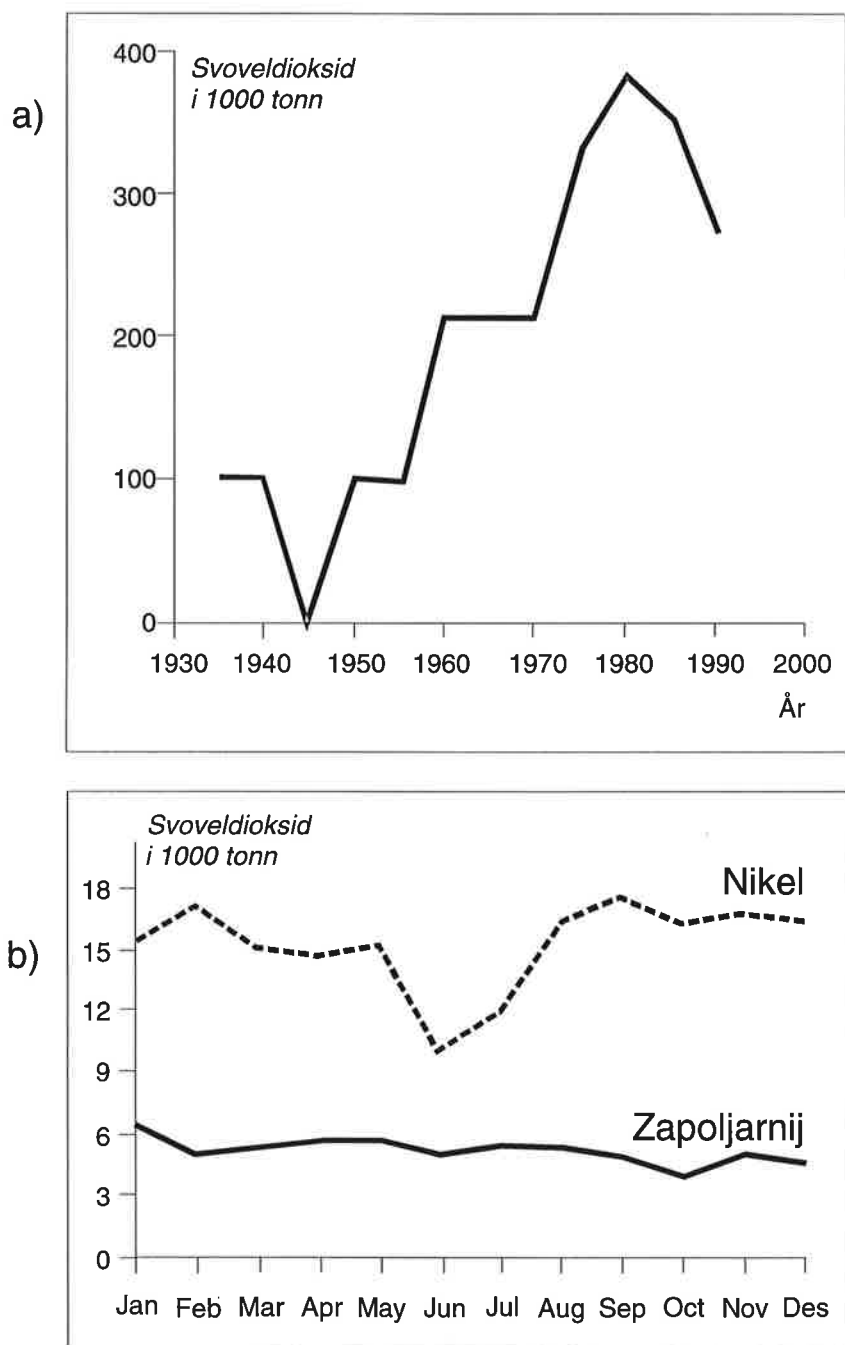 a)
Svoveldioksid
i 1000 tonn
400
300
200
100
0
1930 1940 1950 1960 1970 1980 1990 2000
År
b)
Svoveldioksid
i 1000 tonn
18
15
12
9
6
3
0
Nikel
Zapoljarnij
Jan Feb Mar Apr May Jun Jul Aug Sep Oct Nov Des